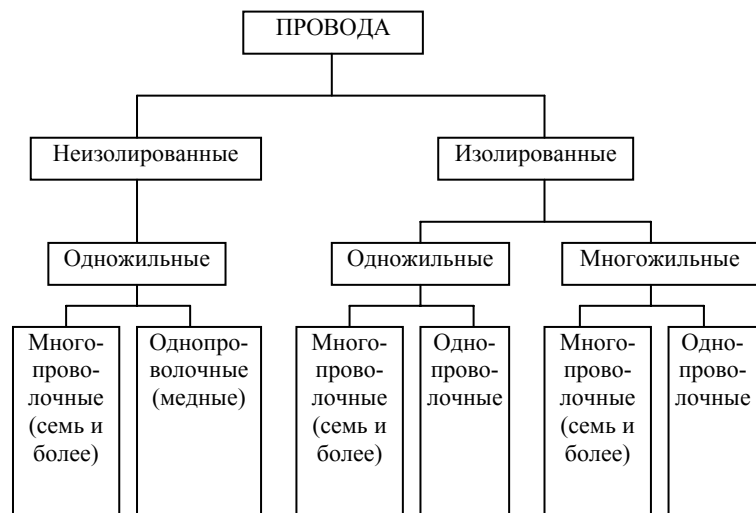 ПРОВОДА
Неизолированные
Изолированные
Одножильные
Одножильные
Многожильные
Много-
прово-
лочные
(семь и
более)
Однопро-
волочные
(медные)
Много-
прово-
лочные
(семь и
более)
Одно-
прово-
лочные
Много-
прово-
лочные
(семь и
более)
Одно-
прово-
лочные